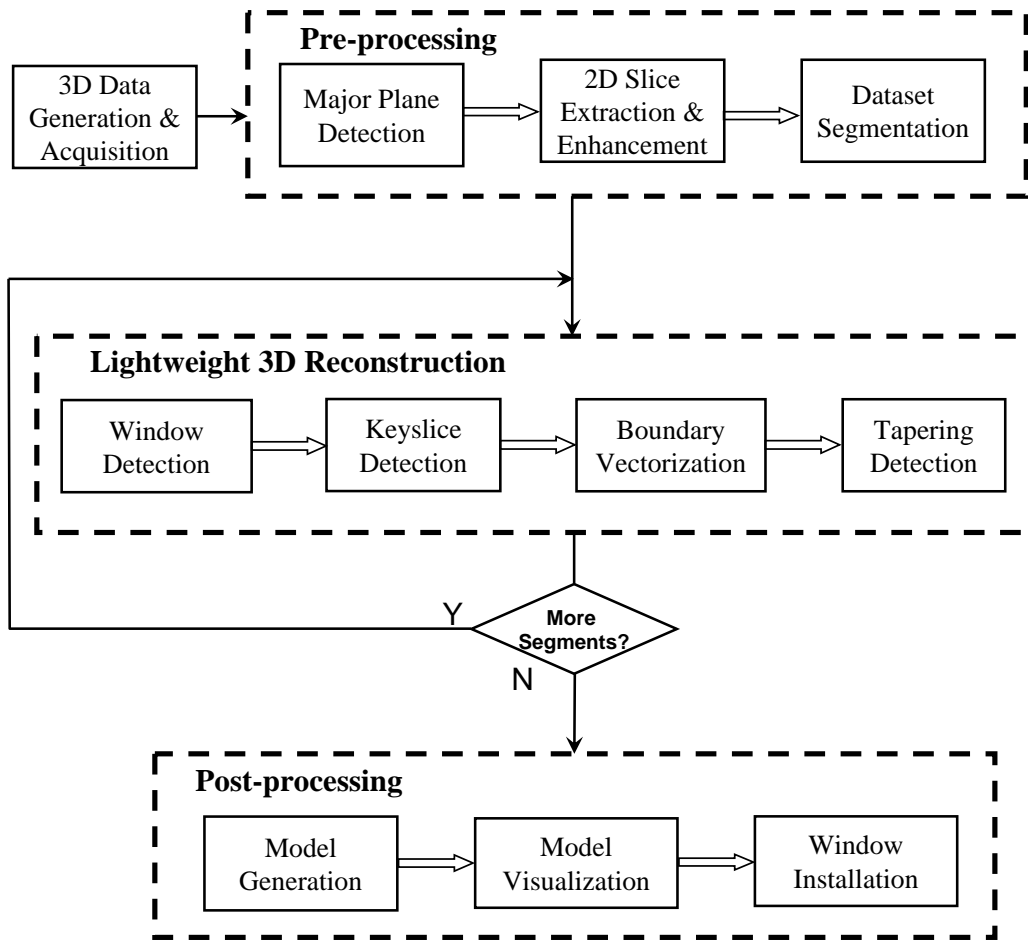 Pre-processing
3D Data
Generation &
Acquisition
Major Plane
Detection
2D Slice
Extraction &
Enhancement
Dataset
Segmentation
Lightweight 3D Reconstruction
Window
Detection
Keyslice
Detection
Boundary
Vectorization
Tapering
Detection
Y
More
Segments?
N
Post-processing
Model
Generation
Model
Visualization
Window
Installation